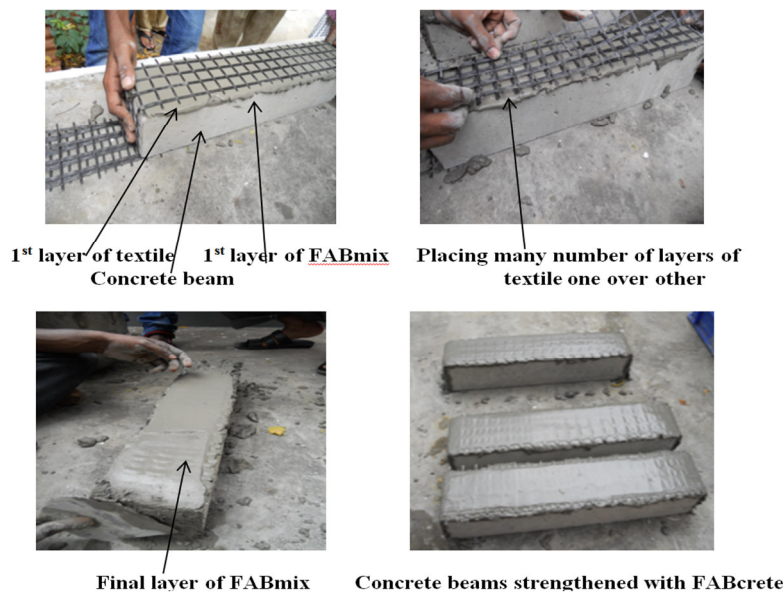 1st layer of textile
1st layer of FABmix
Concrete beam
Placing many number of layers of
textile one over other
Final layer of FABmix
Concrete beams strengthened with FABcrete